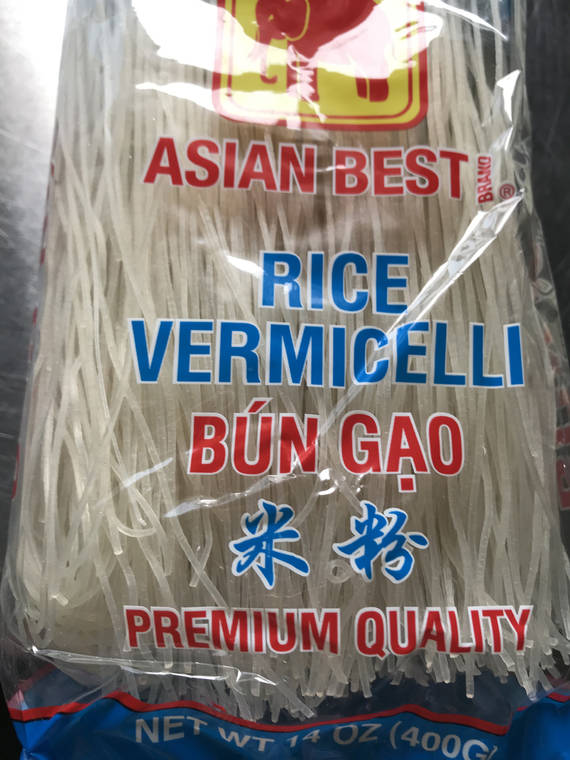 ASIAN BEST BRAND ®
RICE
VERMICELLI
BÚN GẠO
米粉
PREMIUM QUALITY
NET WT 14 OZ (400G)